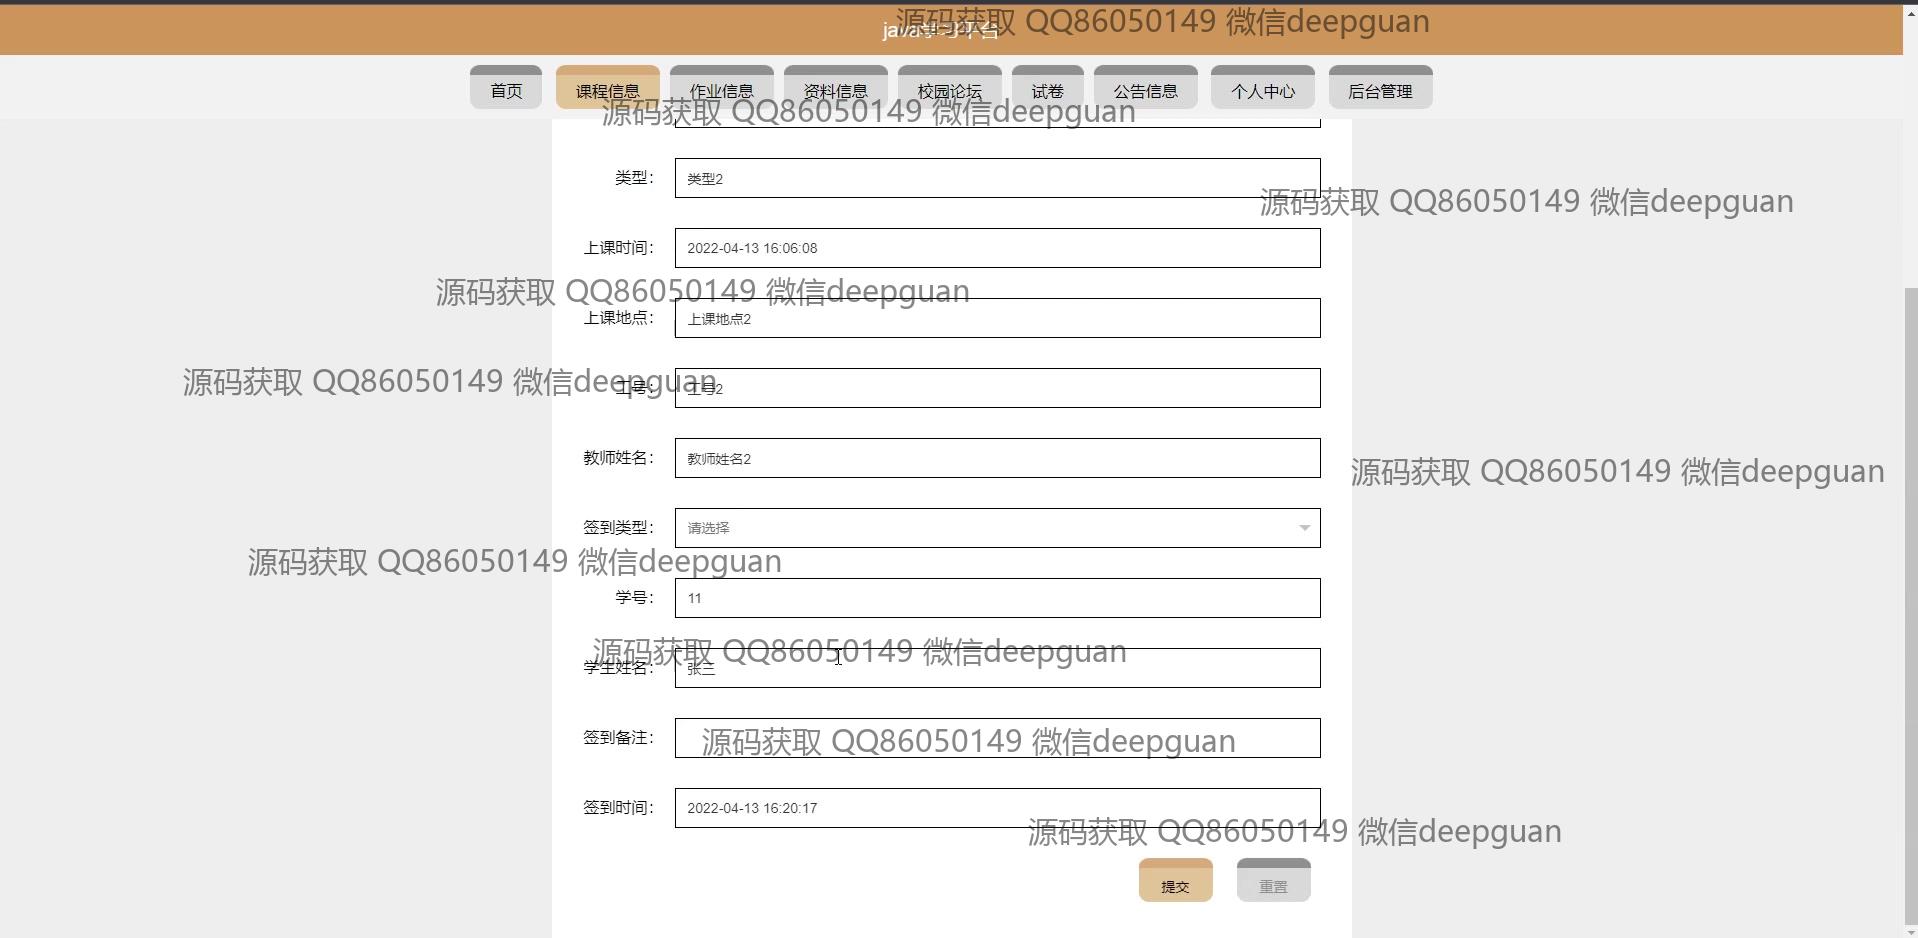 java学习平台
源码获取 QQ86050149 微信deepguan
首页 课程信息 作业信息 资料信息 校园论坛 试卷 公告信息 个人中心 后台管理
源码获取 QQ86050149 微信deepguan
类型： 类型2
源码获取 QQ86050149 微信deepguan
上课时间： 2022-04-13 16:06:08
源码获取 QQ86050149 微信deepguan
上课地点： 上课地点2
源码获取 QQ86050149 微信deepguan
工号： 工号2
教师姓名： 教师姓名2
源码获取 QQ86050149 微信deepguan
签到类型： 请选择
源码获取 QQ86050149 微信deepguan
学号： 11
源码获取 QQ86050149 微信deepguan
学生姓名： 张三
签到备注：
源码获取 QQ86050149 微信deepguan
签到时间： 2022-04-13 16:20:17
源码获取 QQ86050149 微信deepguan
提交 重置